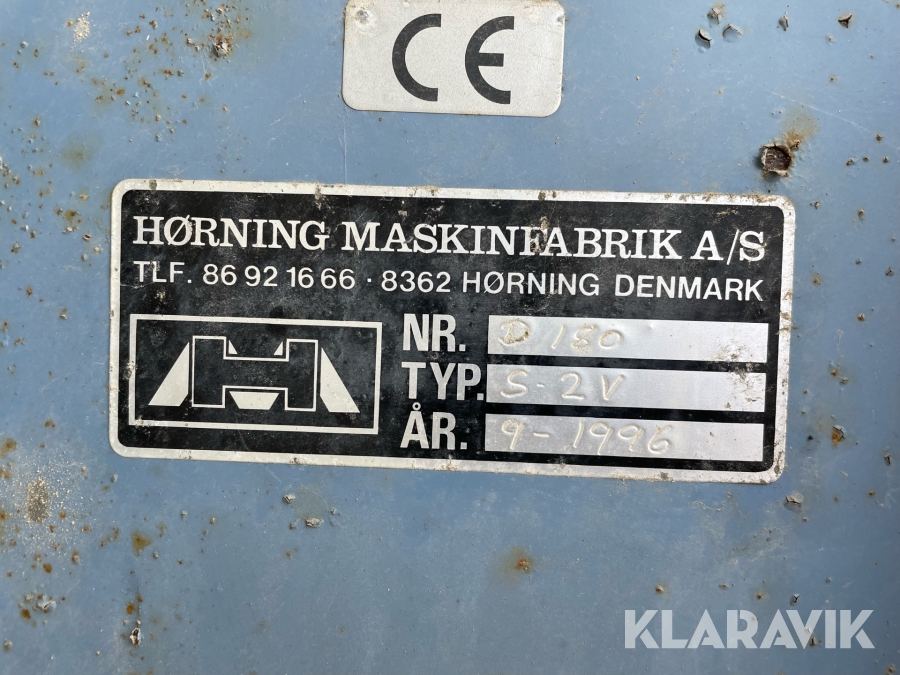 CE
HØRNING MASKINFABRIK A/S
TLF. 86 92 16 66 · 8362 HØRNING DENMARK
NR. D 180
TYP. S-2V
ÅR. 9-1996
KLARAVIK